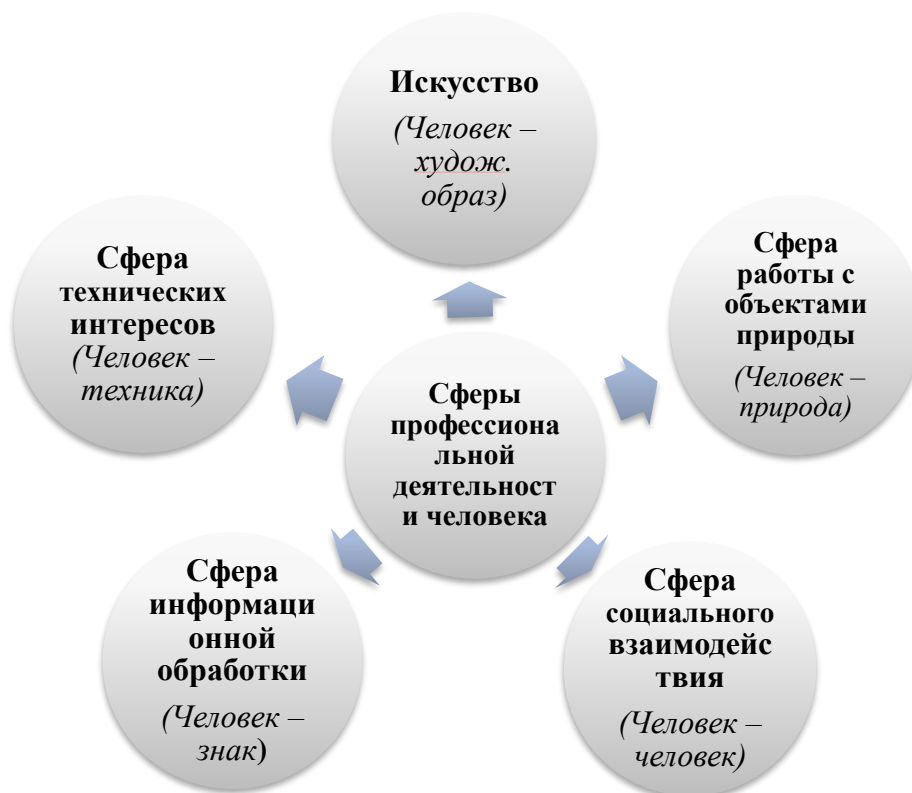 Искусство
(Человек –
худож.
образ)
Сфера
технических
интересов
(Человек –
техника)
Сфера
работы с
объектами
природы
(Человек –
природа)
Сферы
профессиона
льной
деятельност
и человека
Сфера
информаци
онной
обработки
(Человек –
знак)
Сфера
социального
взаимодейс
твия
(Человек –
человек)